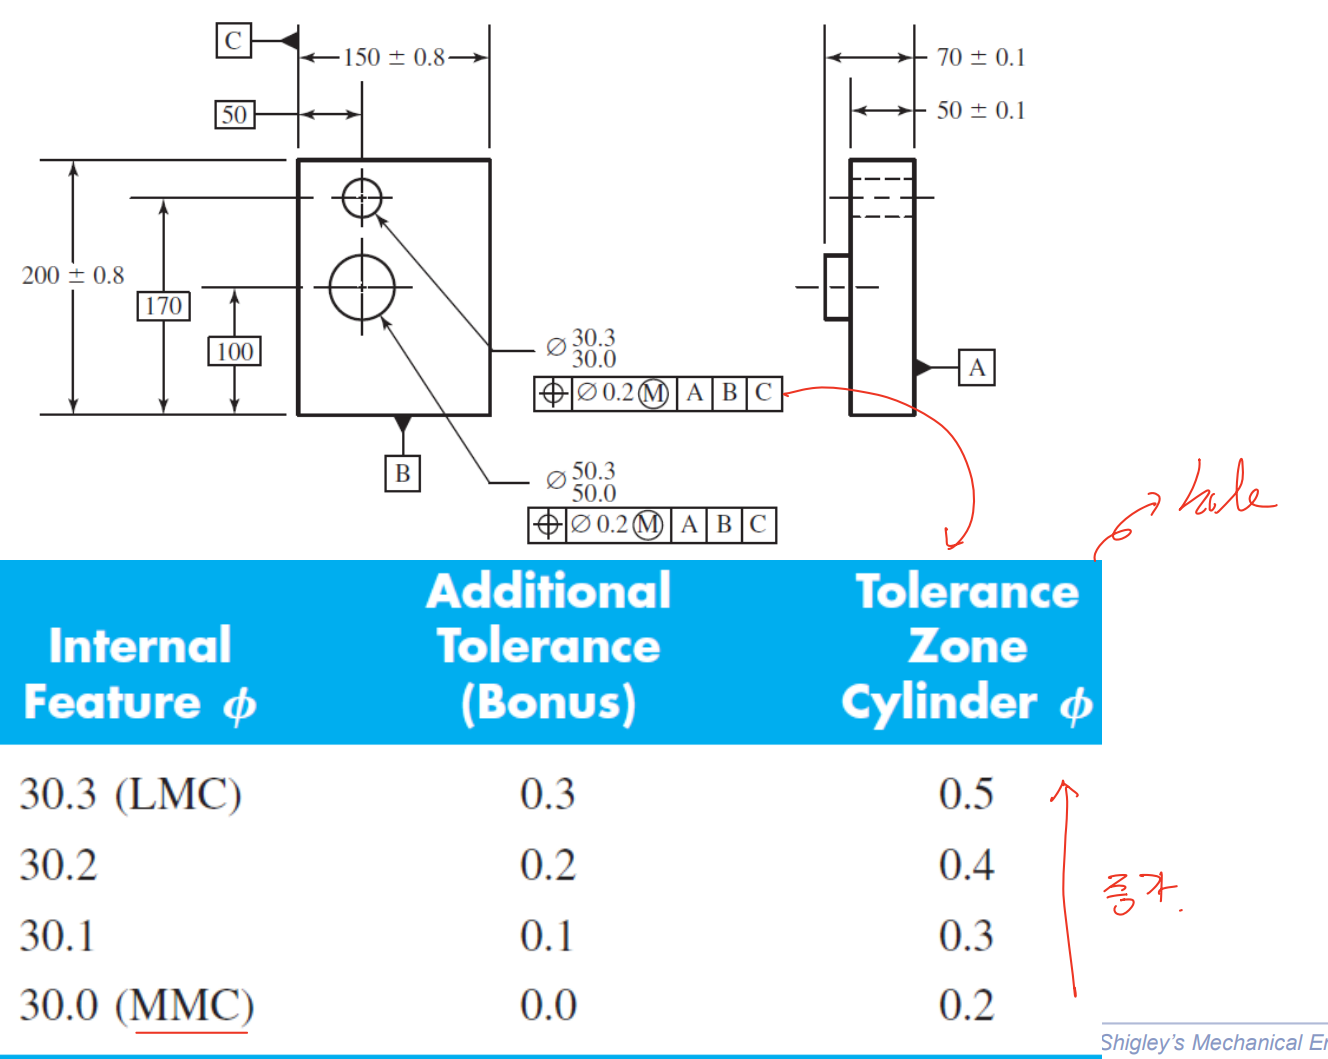 C
150 ± 0.8
70 ± 0.1
50
50 ± 0.1
200 ± 0.8
170
100
∅ 30.3
30.0
⌖ ∅ 0.2 Ⓜ A B C
A
B
∅ 50.3
50.0
⌖ ∅ 0.2 Ⓜ A B C
hole
Internal Feature ϕ
Additional Tolerance (Bonus)
Tolerance Zone Cylinder ϕ
30.3 (LMC) 0.3 0.5
30.2 0.2 0.4
30.1 0.1 0.3
증가.
30.0 (MMC) 0.0 0.2
Shigley's Mechanical